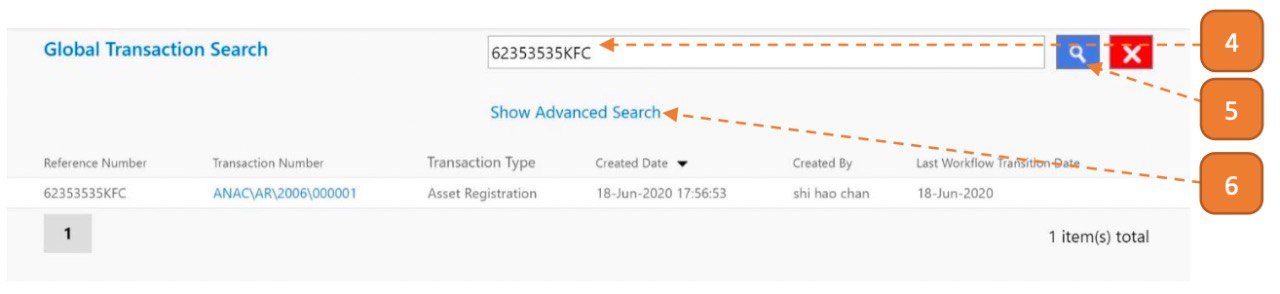 Global Transaction Search
62353535KFC
4
5
Show Advanced Search
Reference Number Transaction Number Transaction Type Created Date Created By Last Workflow Transition Date
6
62353535KFC ANAC\AR\2006\000001 Asset Registration 18-Jun-2020 17:56:53 shi hao chan 18-Jun-2020
1
1 item(s) total